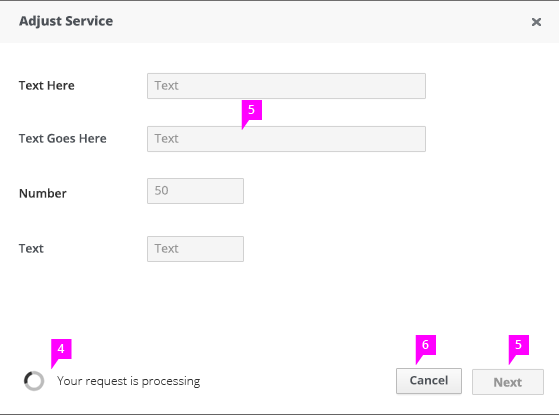 Adjust Service ×
Text Here Text
5
Text Goes Here Text
Number 50
Text Text
4 6 5
Your request is processing Cancel Next